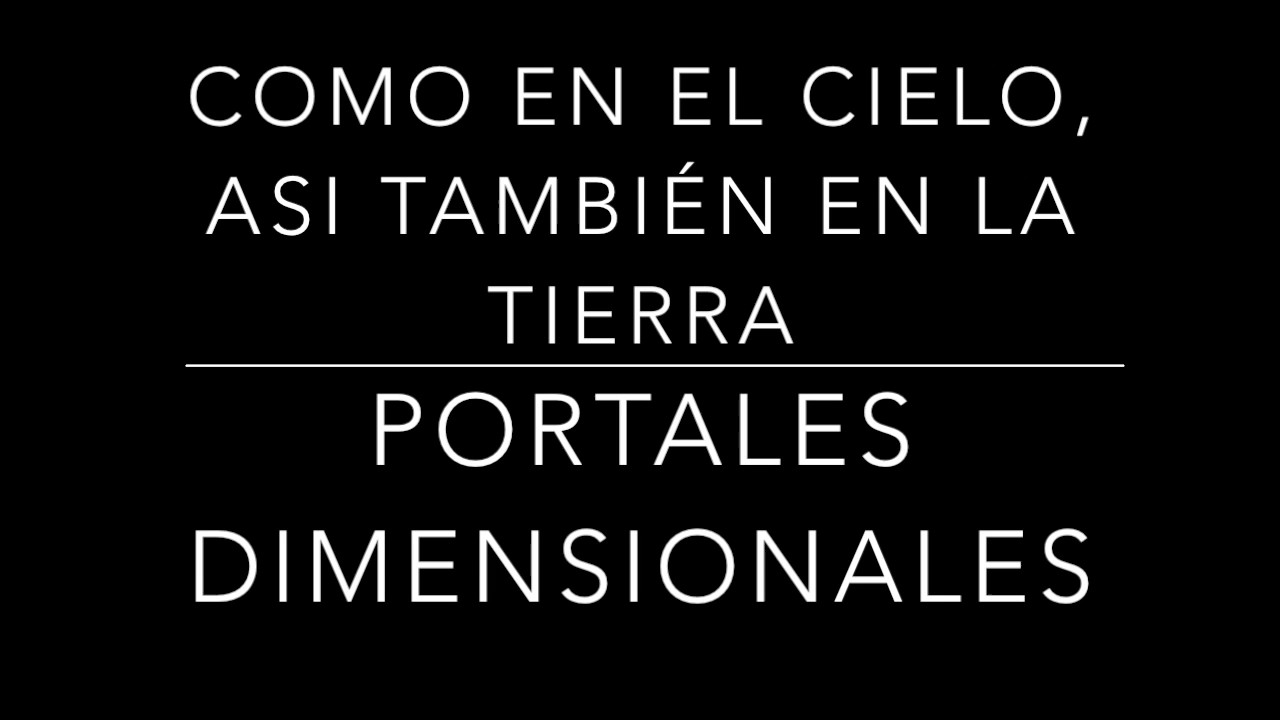 COMO EN EL CIELO,
ASI TAMBIÉN EN LA
TIERRA
PORTALES
DIMENSIONALES